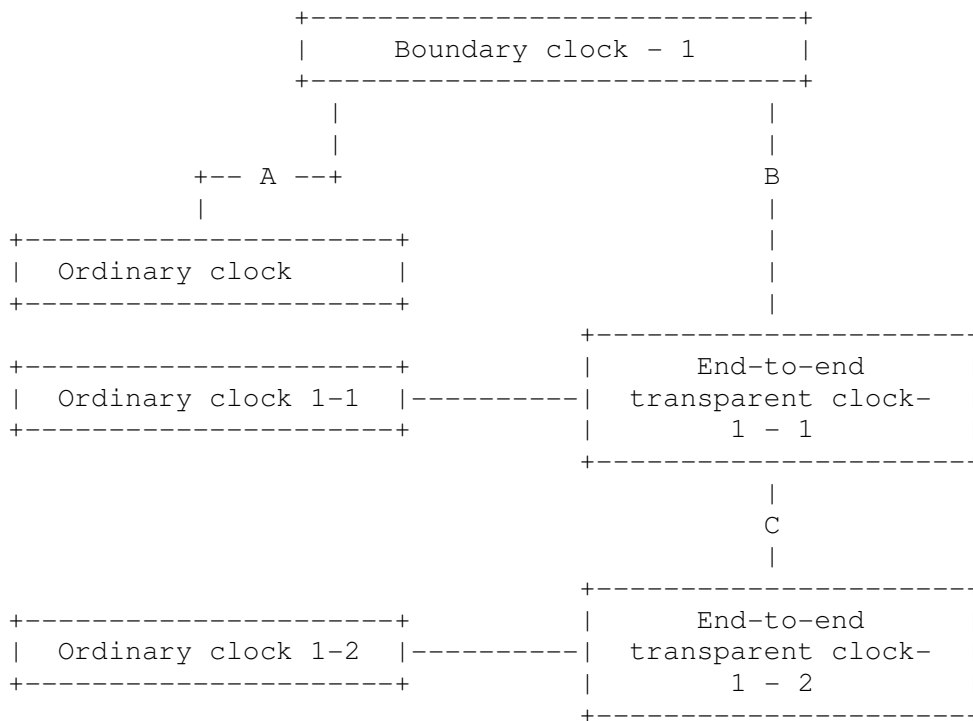 Boundary clock - 1
A
B
Ordinary clock
Ordinary clock 1-1
End-to-end
transparent clock-
1 - 1
C
Ordinary clock 1-2
End-to-end
transparent clock-
1 - 2